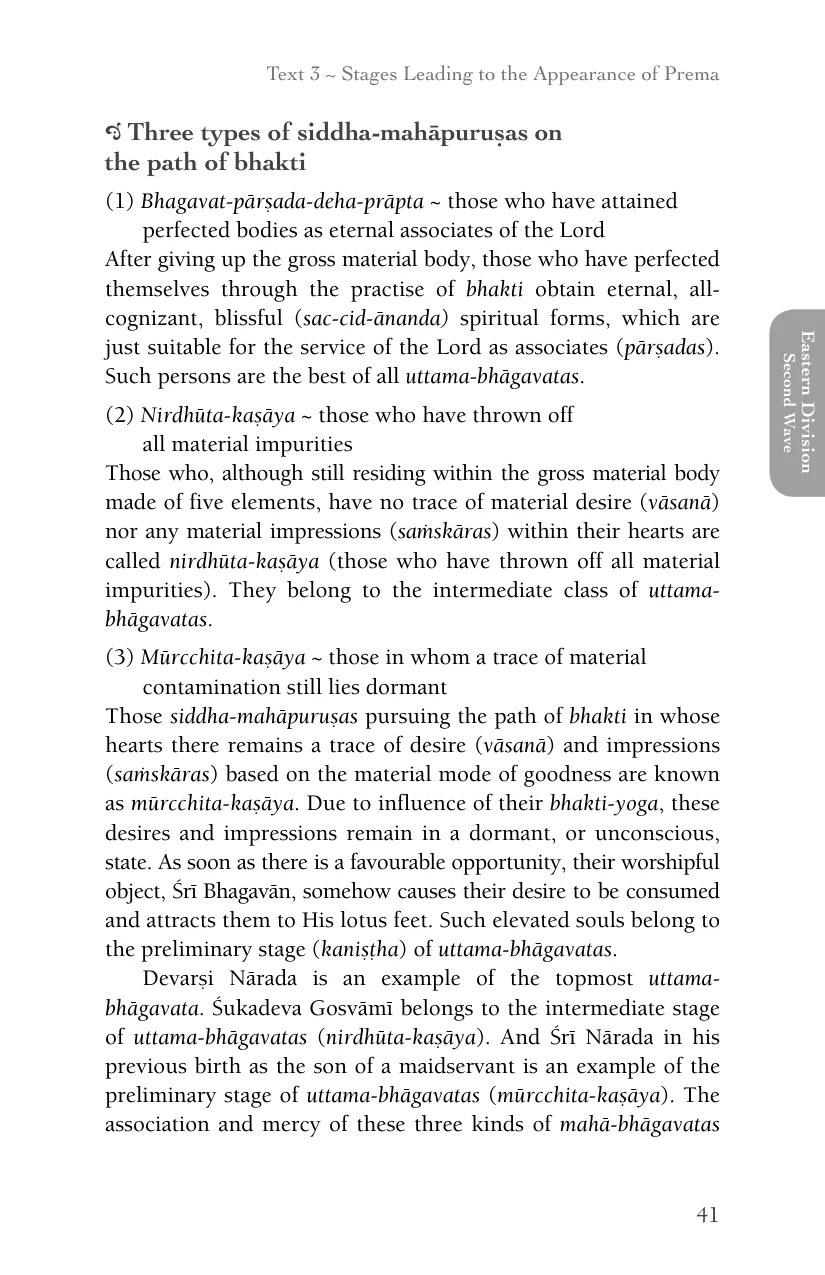 Text 3 ~ Stages Leading to the Appearance of Prema
Three types of siddha-mahāpuruṣas on
the path of bhakti
(1) Bhagavat-pārṣada-deha-prāpta ~ those who have attained
perfected bodies as eternal associates of the Lord
After giving up the gross material body, those who have perfected
themselves through the practise of bhakti obtain eternal, all-
cognizant, blissful (sac-cid-ānanda) spiritual forms, which are
just suitable for the service of the Lord as associates (pārṣadas).
Such persons are the best of all uttama-bhāgavatas.
(2) Nirdhūta-kaṣāya ~ those who have thrown off
all material impurities
Those who, although still residing within the gross material body
made of five elements, have no trace of material desire (vāsanā)
nor any material impressions (saṁskāras) within their hearts are
called nirdhūta-kaṣāya (those who have thrown off all material
impurities). They belong to the intermediate class of uttama-
bhāgavatas.
(3) Mūrcchita-kaṣāya ~ those in whom a trace of material
contamination still lies dormant
Those siddha-mahāpuruṣas pursuing the path of bhakti in whose
hearts there remains a trace of desire (vāsanā) and impressions
(saṁskāras) based on the material mode of goodness are known
as mūrcchita-kaṣāya. Due to influence of their bhakti-yoga, these
desires and impressions remain in a dormant, or unconscious,
state. As soon as there is a favourable opportunity, their worshipful
object, Śrī Bhagavān, somehow causes their desire to be consumed
and attracts them to His lotus feet. Such elevated souls belong to
the preliminary stage (kaniṣṭha) of uttama-bhāgavatas.
Devarṣi Nārada is an example of the topmost uttama-
bhāgavata. Śukadeva Gosvāmī belongs to the intermediate stage
of uttama-bhāgavatas (nirdhūta-kaṣāya). And Śrī Nārada in his
previous birth as the son of a maidservant is an example of the
preliminary stage of uttama-bhāgavatas (mūrcchita-kaṣāya). The
association and mercy of these three kinds of mahā-bhāgavatas
Eastern Division
Second Wave
41